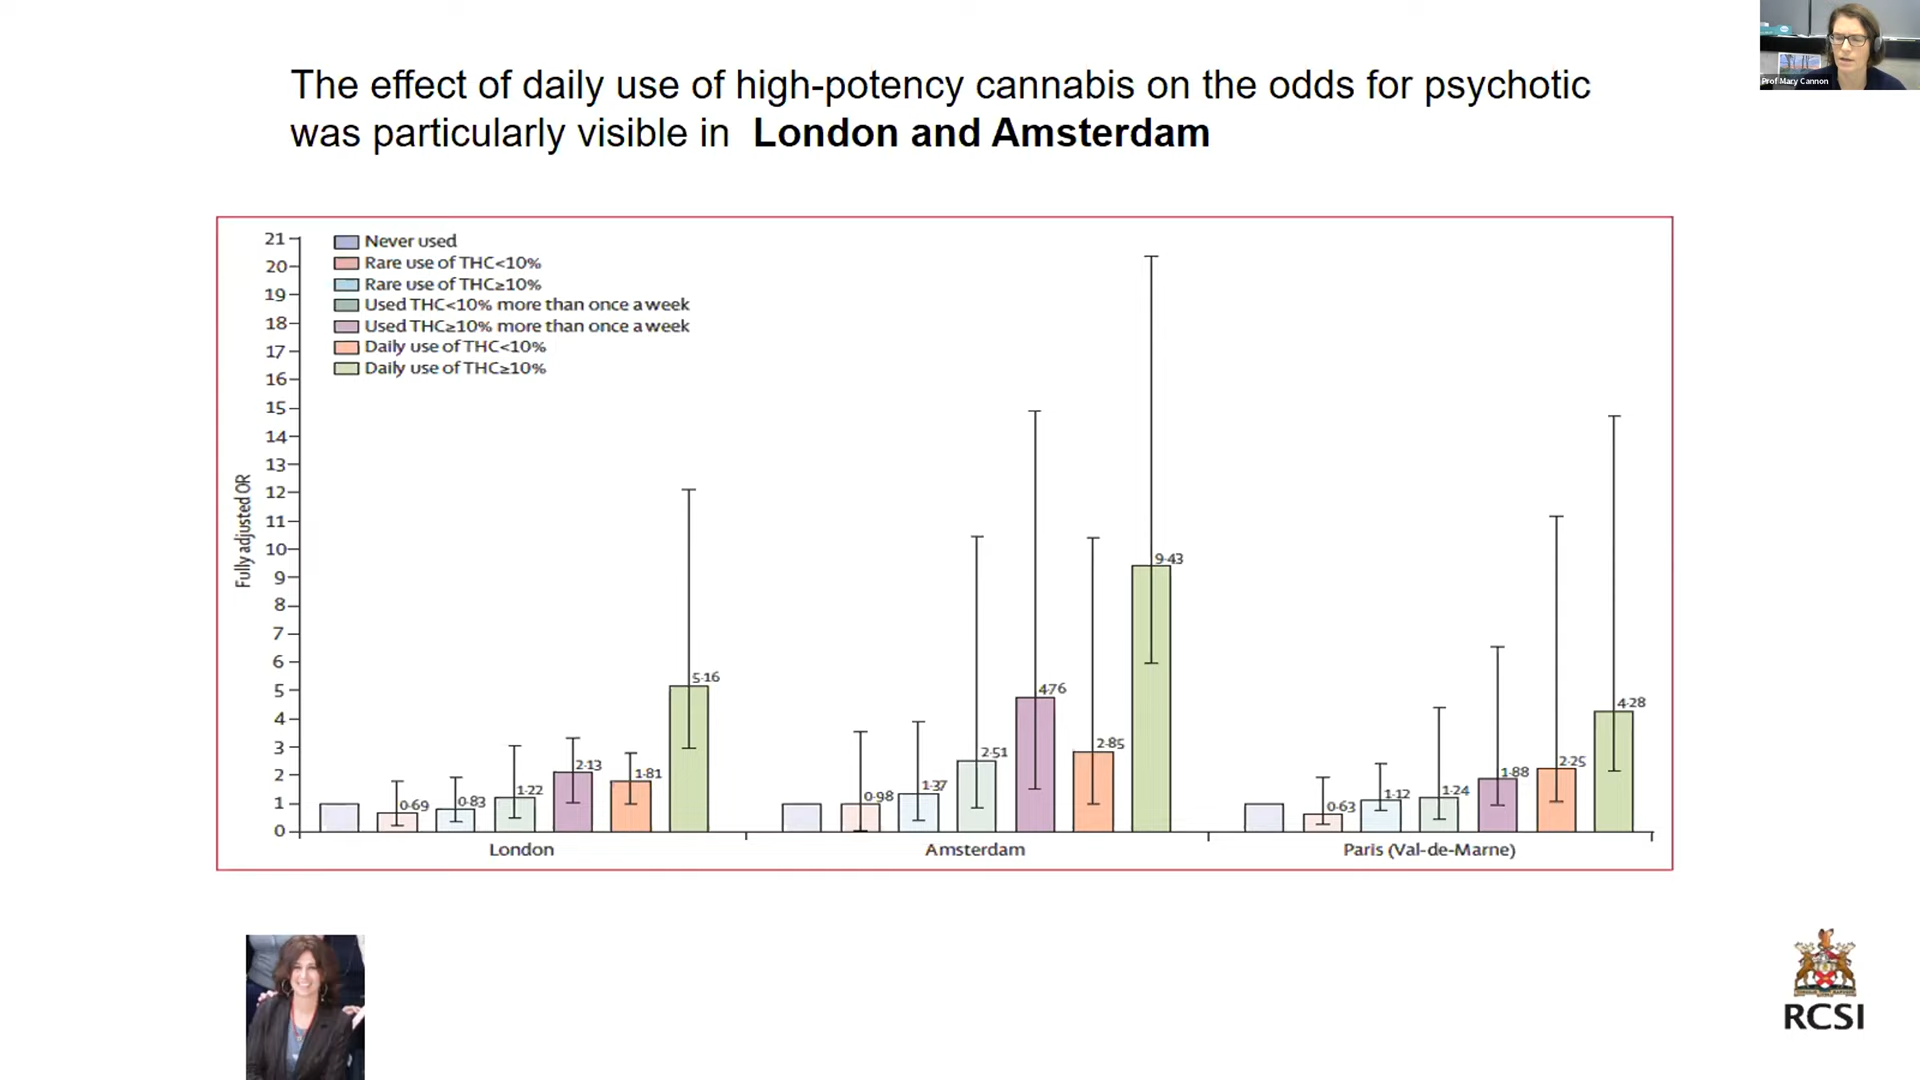 The effect of daily use of high-potency cannabis on the odds for psychotic
was particularly visible in London and Amsterdam
Prof Mary Cannon
Never used
Rare use of THC<10%
Rare use of THC≥10%
Used THC<10% more than once a week
Used THC≥10% more than once a week
Daily use of THC<10%
Daily use of THC≥10%
Fully adjusted OR
21
20
19
18
17
16
15
14
13
12
11
10
9
8
7
6
5
4
3
2
1
0
0·69
0·83
1·22
2·13
1·81
5·16
0·98
1·37
2·51
4·76
2·85
9·43
0·63
1·12
1·24
1·88
2·25
4·28
London
Amsterdam
Paris (Val-de-Marne)
RCSI